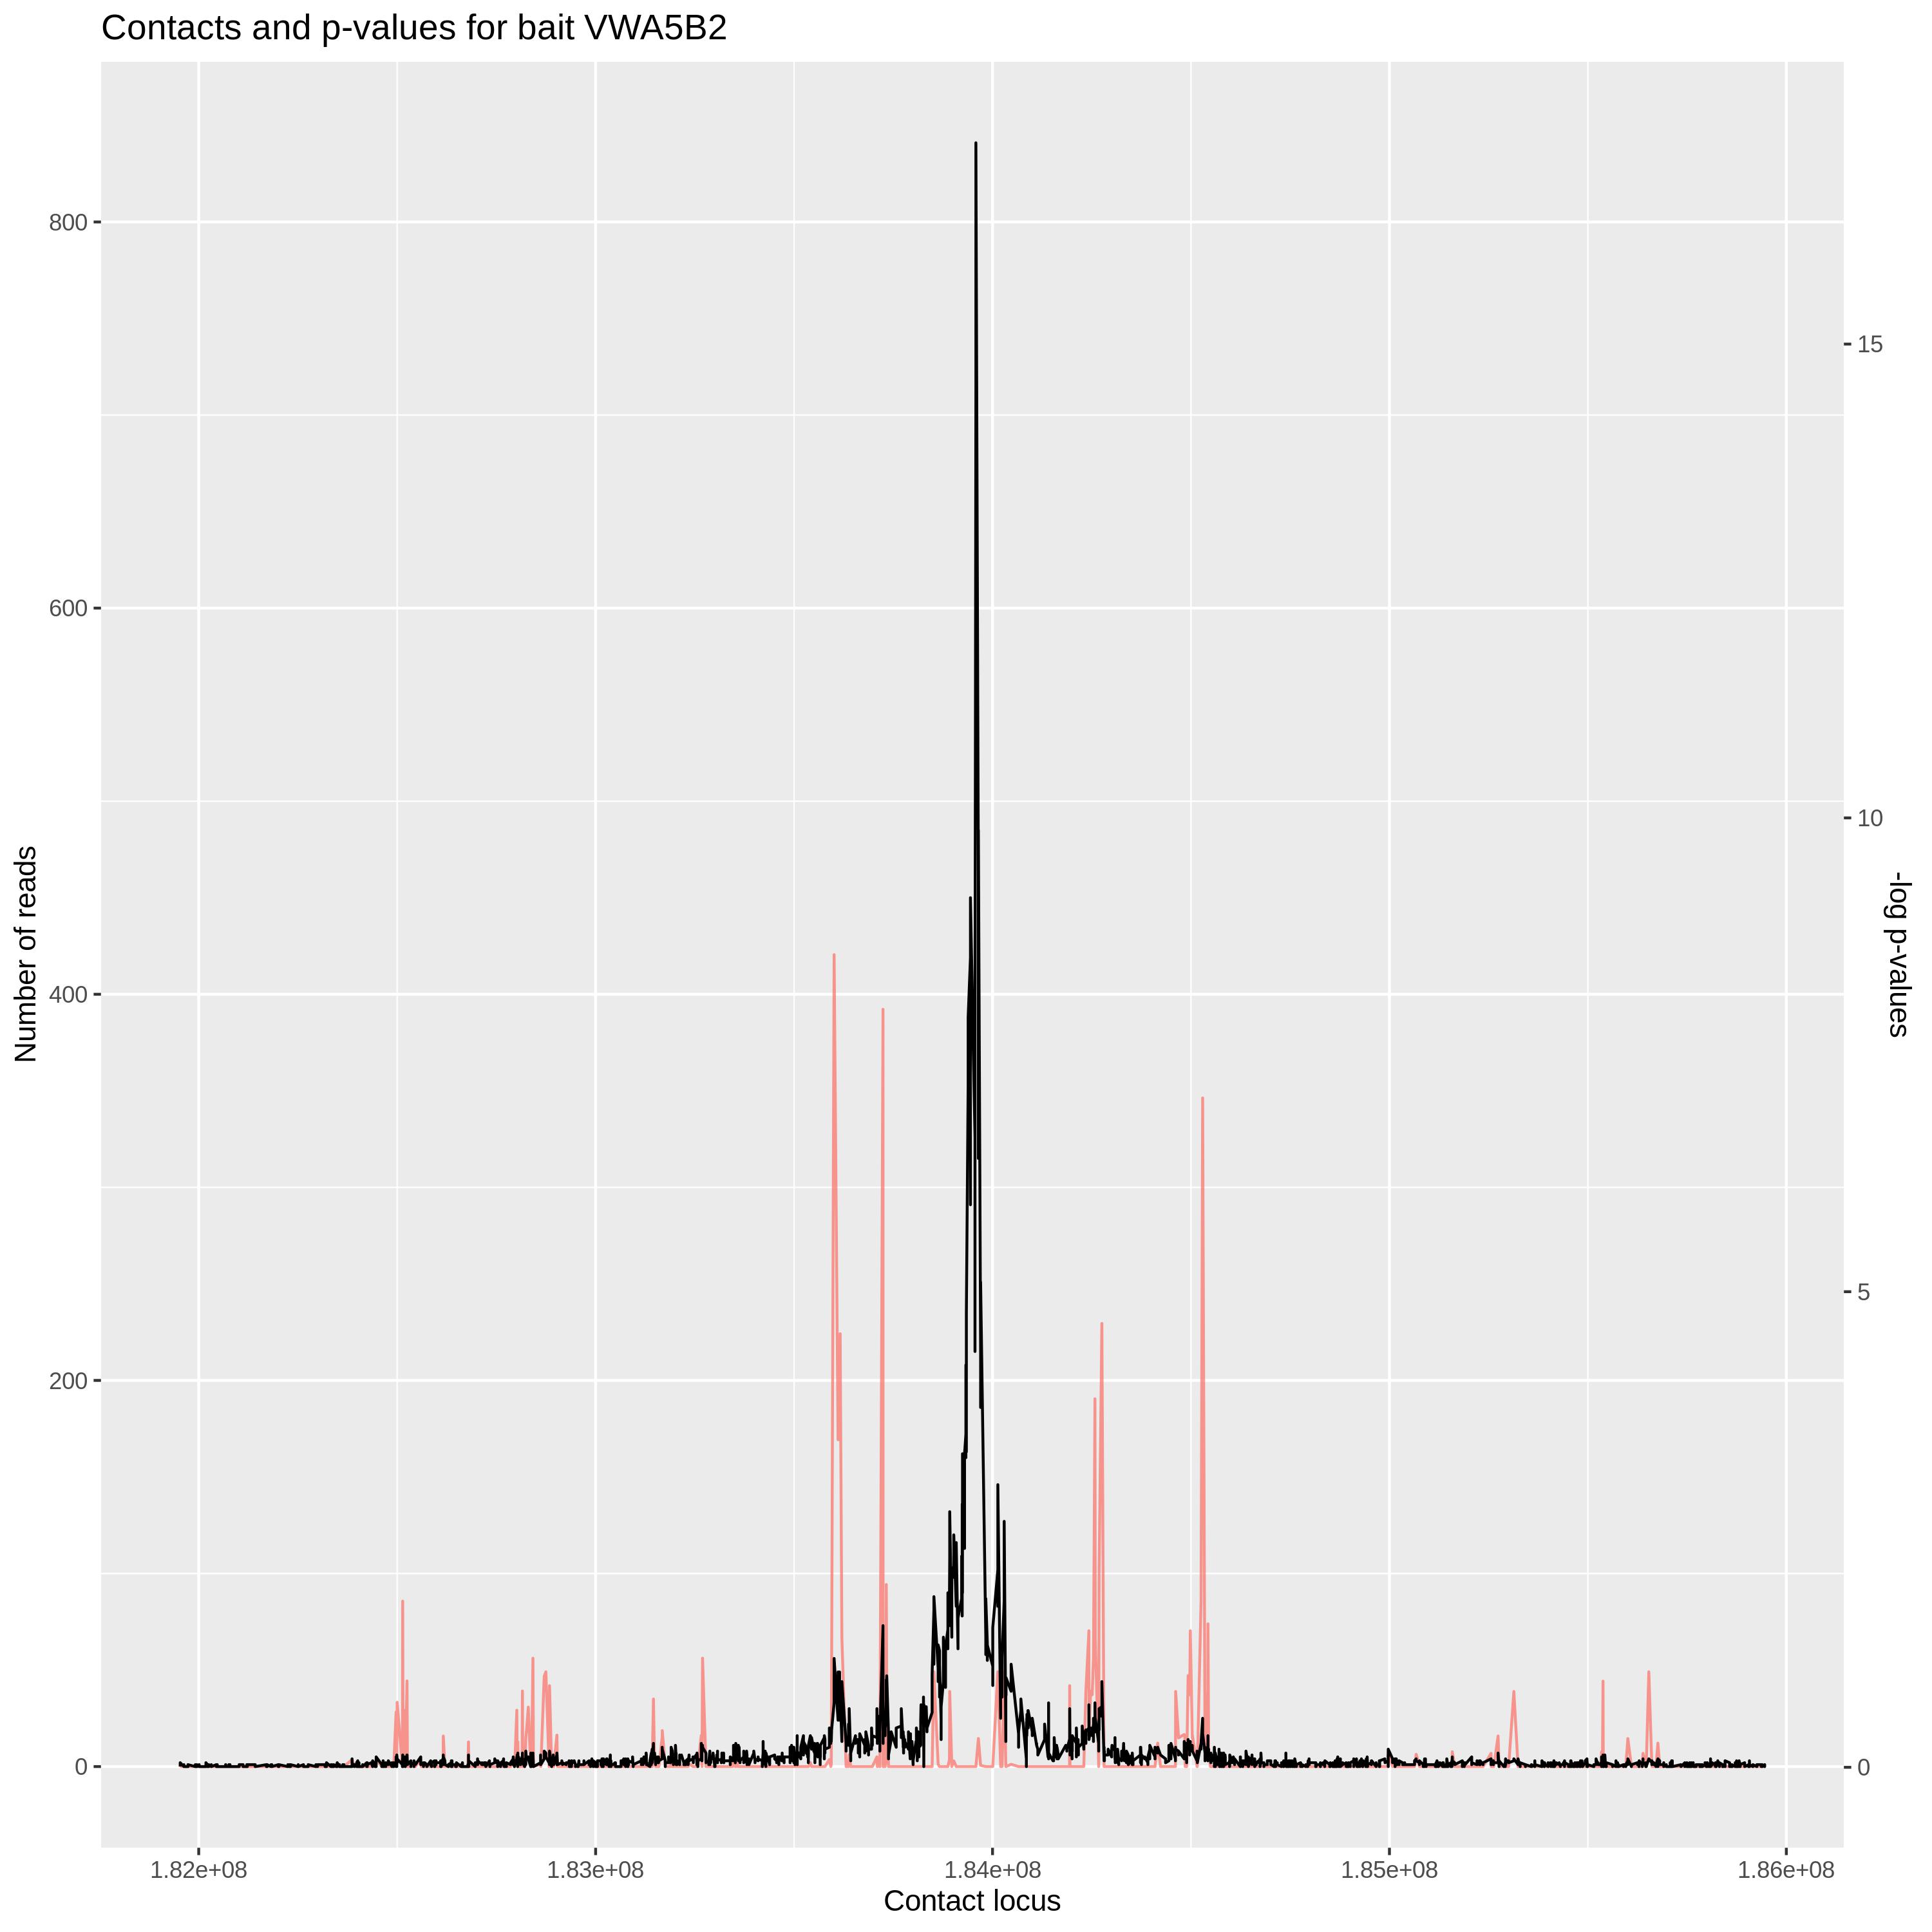 Contacts and p-values for bait VWA5B2
800
600
400
200
0
Number of reads
15
10
5
0
-log p-values
1.82e+08 1.83e+08 1.84e+08 1.85e+08 1.86e+08
Contact locus